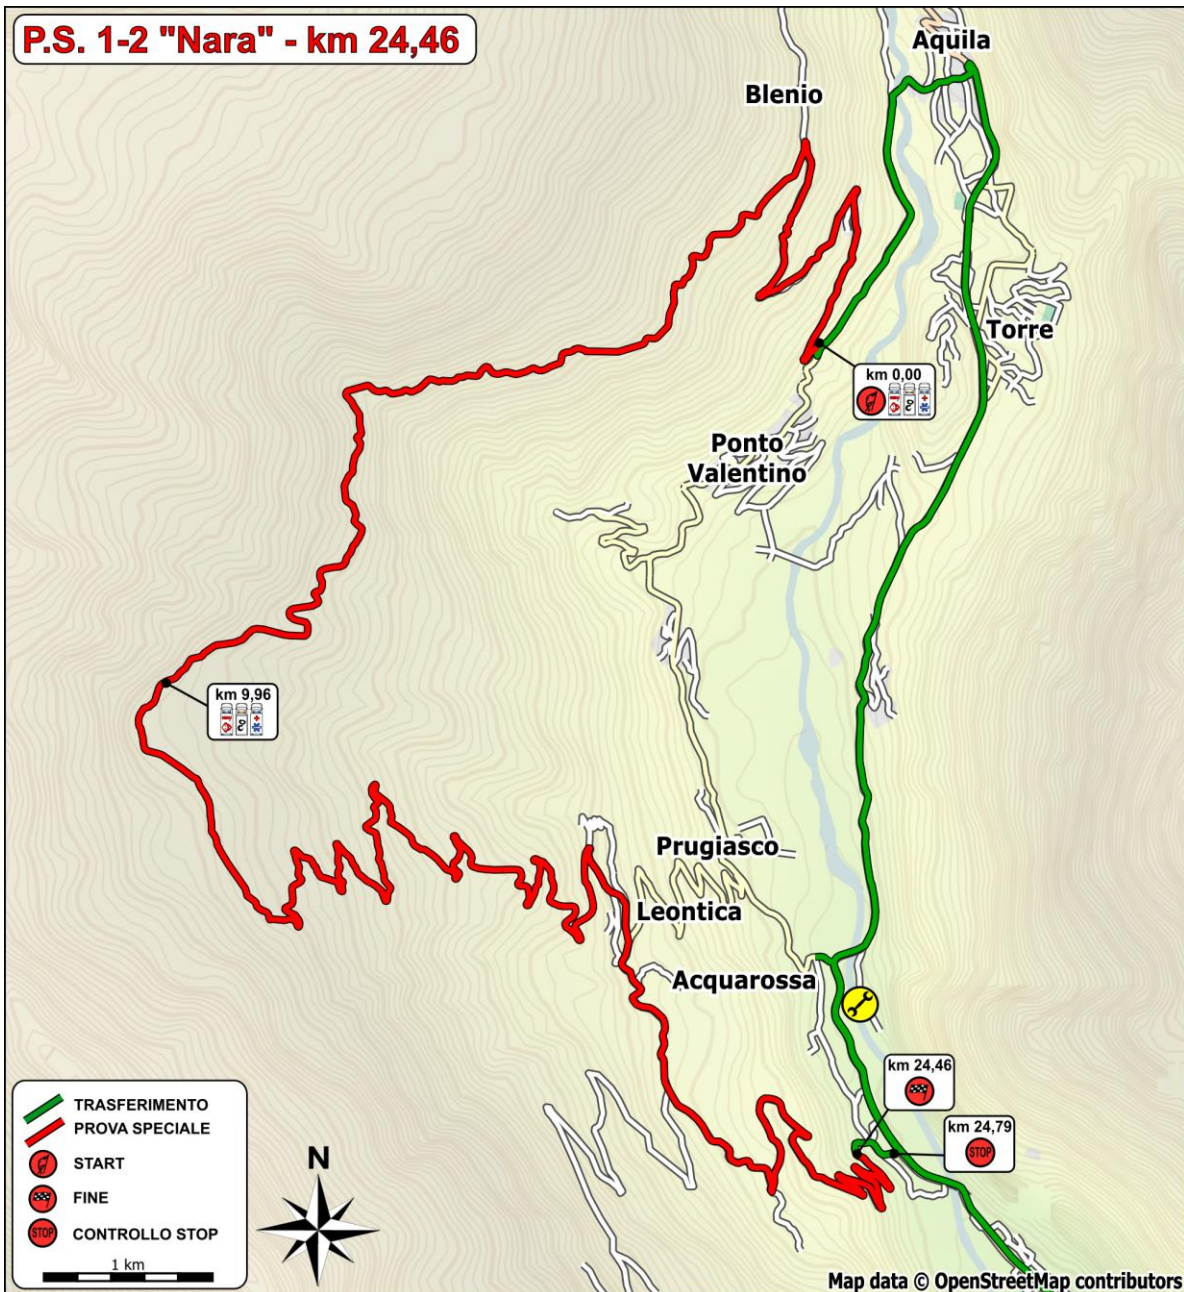 P.S. 1-2 "Nara" - km 24,46
Aquila
Blenio
Torre
km 0,00
Ponto
Valentino
km 9,96
Prugiasco
Leontica
Acquarossa
km 24,46
km 24,79
STOP
TRASFERIMENTO
PROVA SPECIALE
START
FINE
STOP
CONTROLLO STOP
1 km
N
Map data © OpenStreetMap contributors